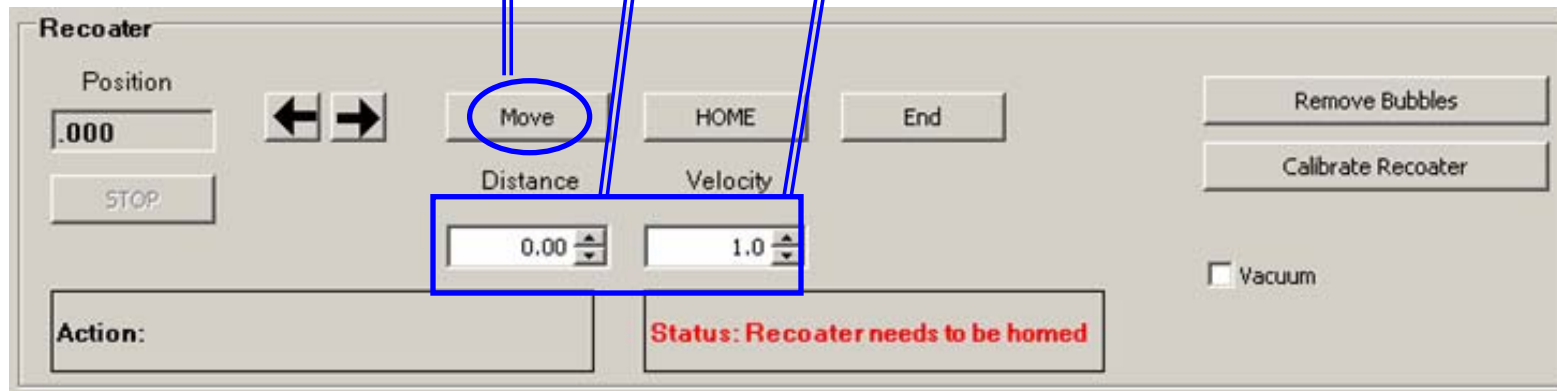 Recoater
Position
.000
Move
HOME
End
Remove Bubbles
Calibrate Recoater
STOP
Distance
Velocity
0.00
1.0
Vacuum
Action:
Status: Recoater needs to be homed